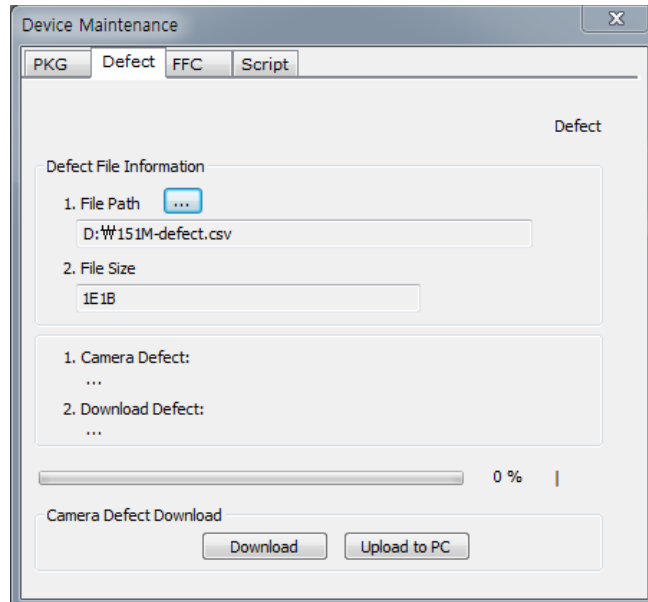 Device Maintenance
PKG Defect FFC Script
Defect
Defect File Information
1. File Path ...
D:₩151M-defect.csv
2. File Size
1E1B
1. Camera Defect:
...
2. Download Defect:
...
0 %
Camera Defect Download
Download Upload to PC